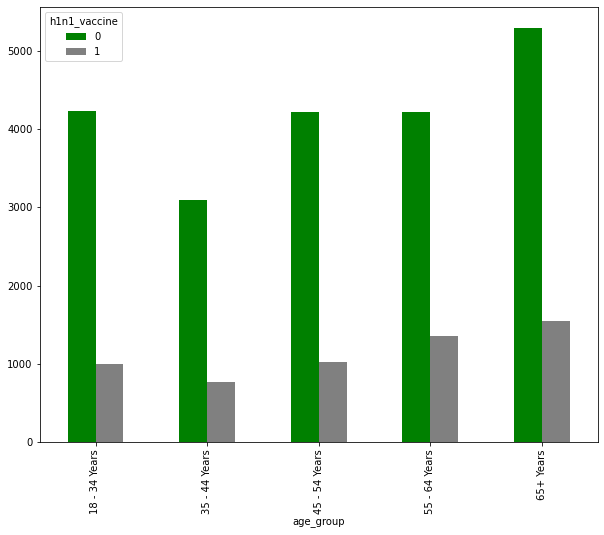 h1n1_vaccine
0
1
5000
4000
3000
2000
1000
0
18 - 34 Years
35 - 44 Years
45 - 54 Years
55 - 64 Years
65+ Years
age_group